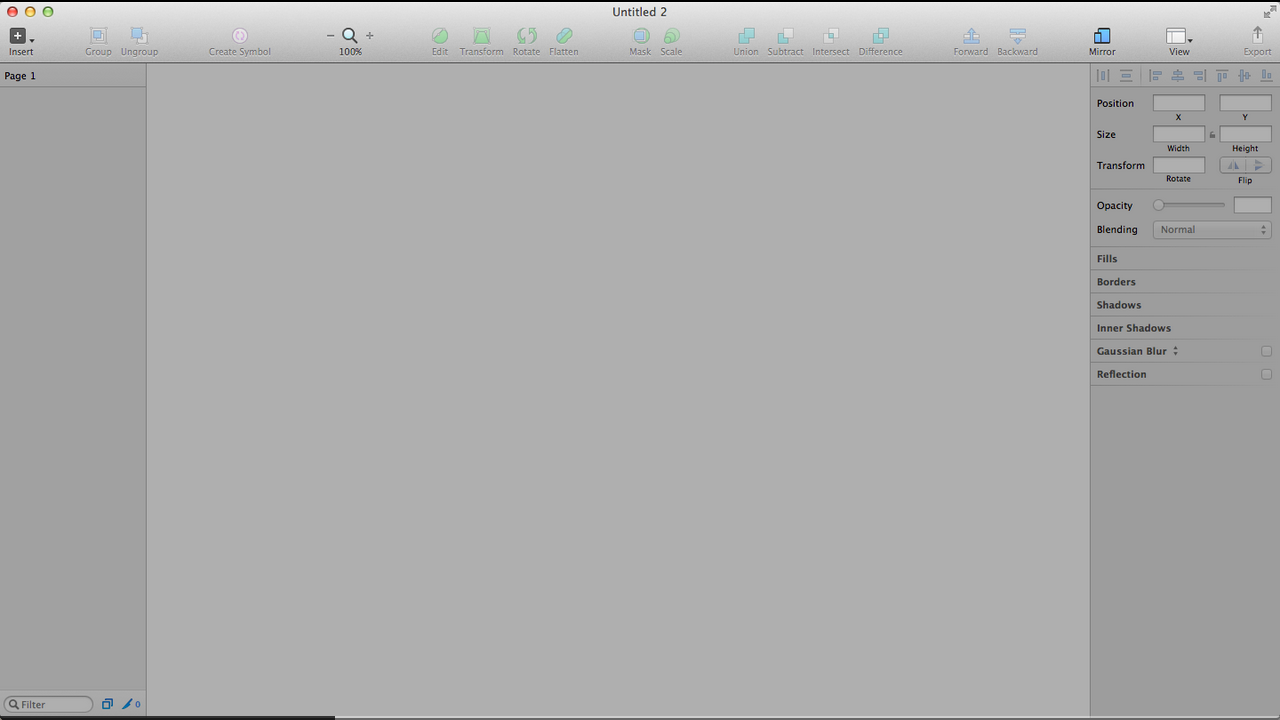 Untitled 2
Insert Group Ungroup Create Symbol 100% Edit Transform Rotate Flatten Mask Scale Union Subtract Intersect Difference Forward Backward Mirror View Export
Page 1
Position
X Y
Size
Width Height
Transform
Rotate Flip
Opacity
Blending Normal
Fills
Borders
Shadows
Inner Shadows
Gaussian Blur
Reflection
Filter 0